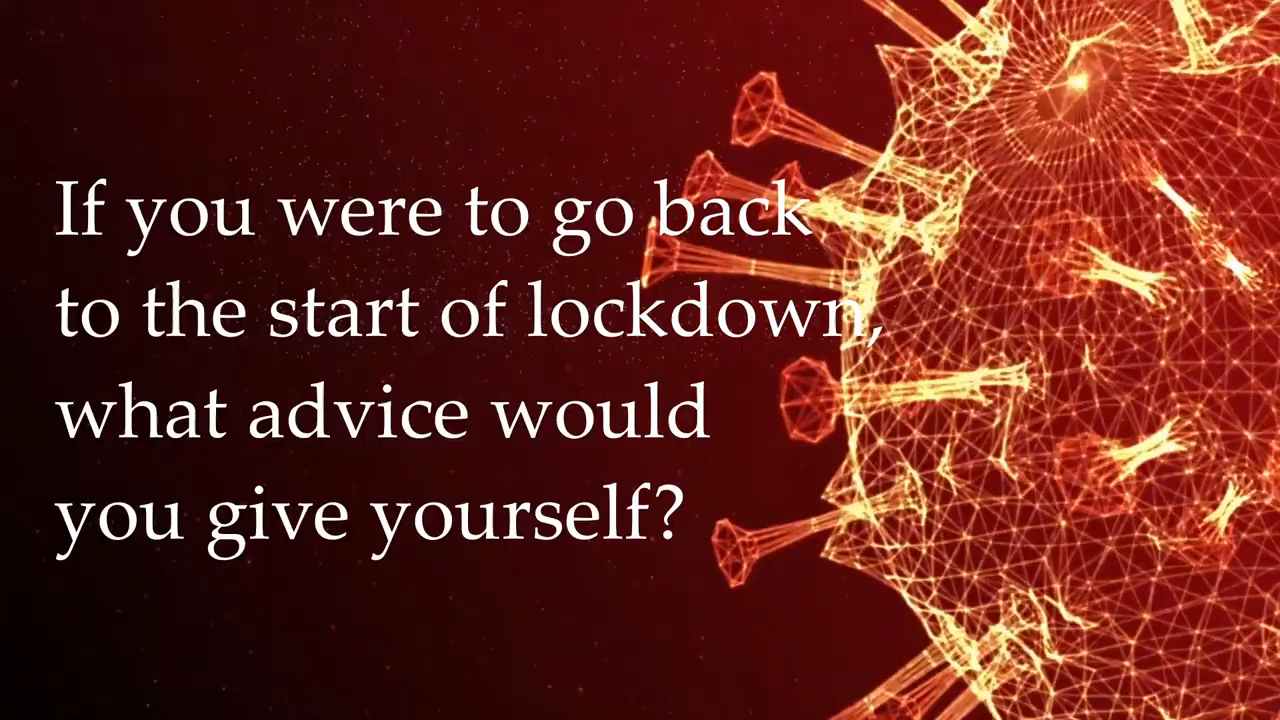 If you were to go back
to the start of lockdown,
what advice would
you give yourself?